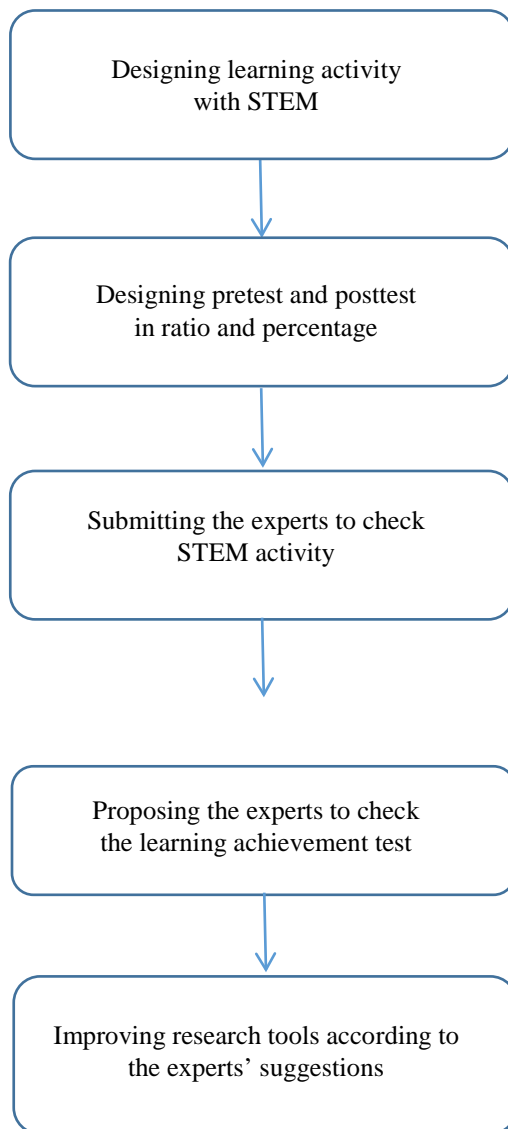 Designing learning activity
with STEM
Designing pretest and posttest
in ratio and percentage
Submitting the experts to check
STEM activity
Proposing the experts to check
the learning achievement test
Improving research tools according to
the experts’ suggestions